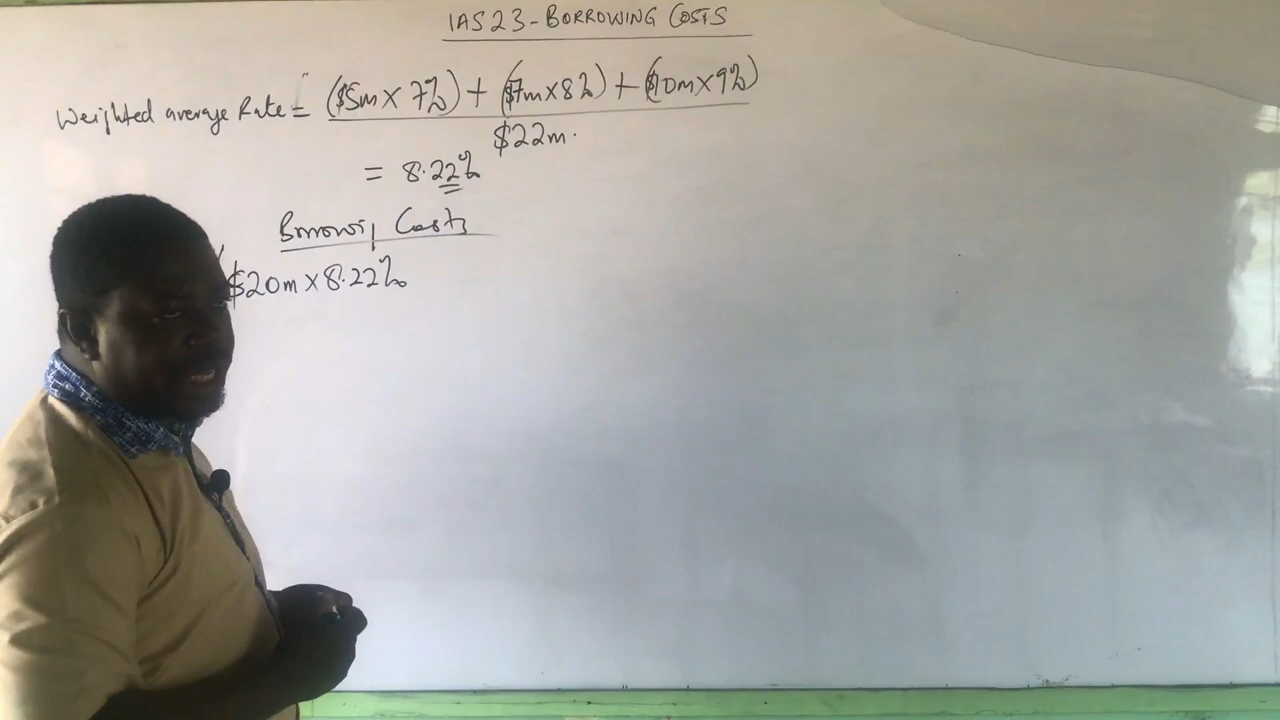 IAS 23 - BORROWING COSTS
Weighted average Rate = ($5m x 7%) + ($7m x 8%) + ($10m x 9%)
$22m.
= 8.22%
Borrowing Costs
$20m x 8.22%